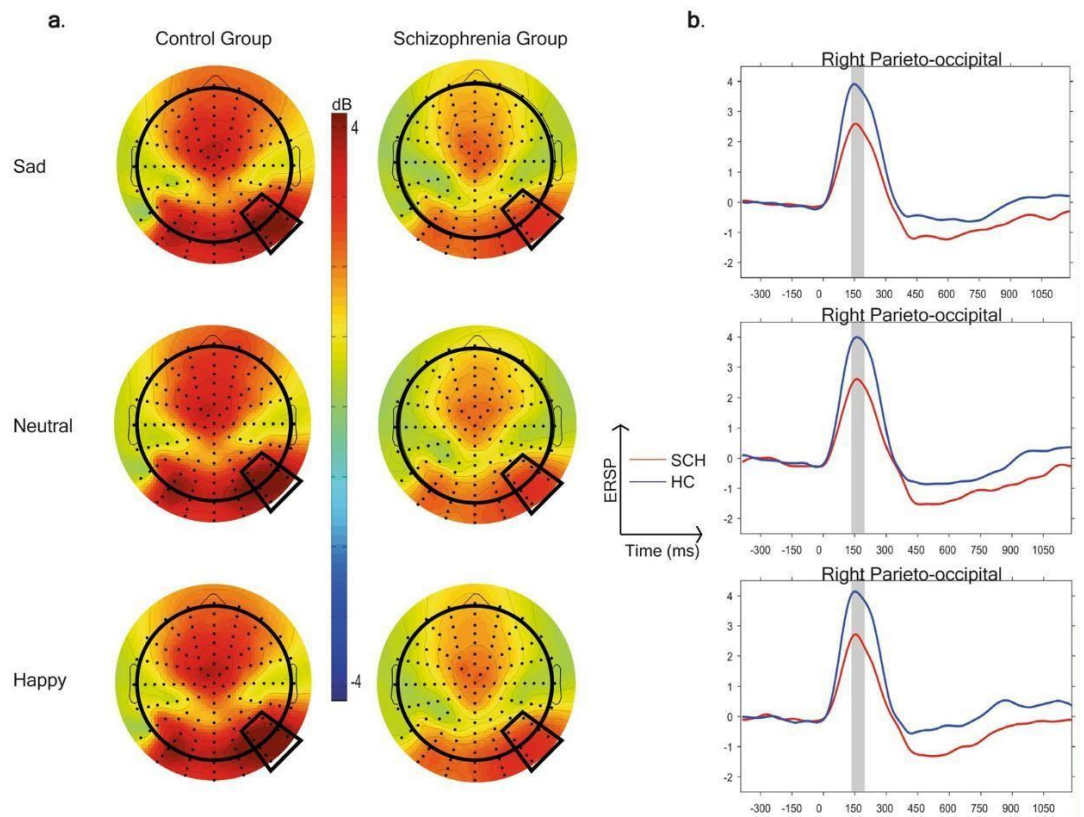 a.
Control Group
Schizophrenia Group
dB
4
-4
Sad
Neutral
Happy
b.
Right Parieto-occipital
4
3
2
1
0
-1
-2
-300 -150 0 150 300 450 600 750 900 1050
Right Parieto-occipital
4
3
2
1
0
-1
-2
-300 -150 0 150 300 450 600 750 900 1050
ERSP
Time (ms)
SCH
HC
Right Parieto-occipital
4
3
2
1
0
-1
-2
-300 -150 0 150 300 450 600 750 900 1050